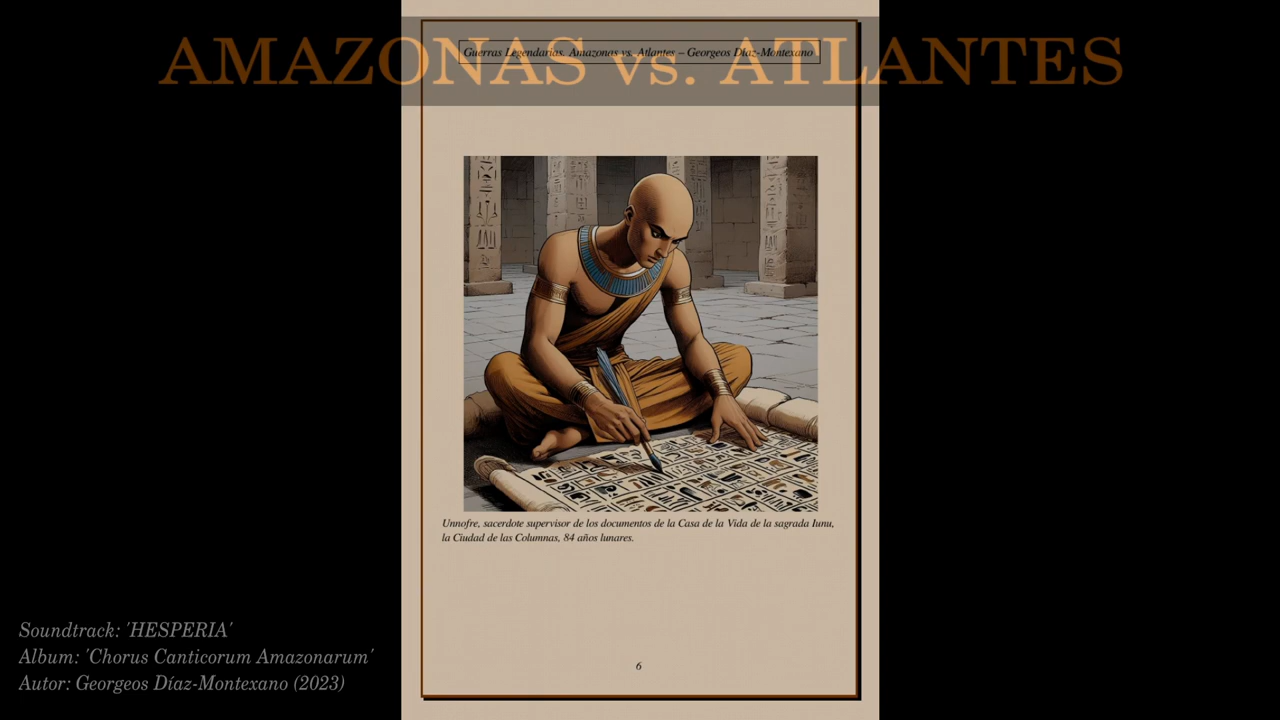 AMAZONAS vs. ATLANTES
Guerras Legendarias. Amazonas vs. Atlantes – Georgeos Díaz-Montexano
Unnofre, sacerdote supervisor de los documentos de la Casa de la Vida de la sagrada Iunu,
la Ciudad de las Columnas, 84 años lunares.
6
Soundtrack: 'HESPERIA'
Album: 'Chorus Canticorum Amazonarum'
Autor: Georgeos Díaz-Montexano (2023)